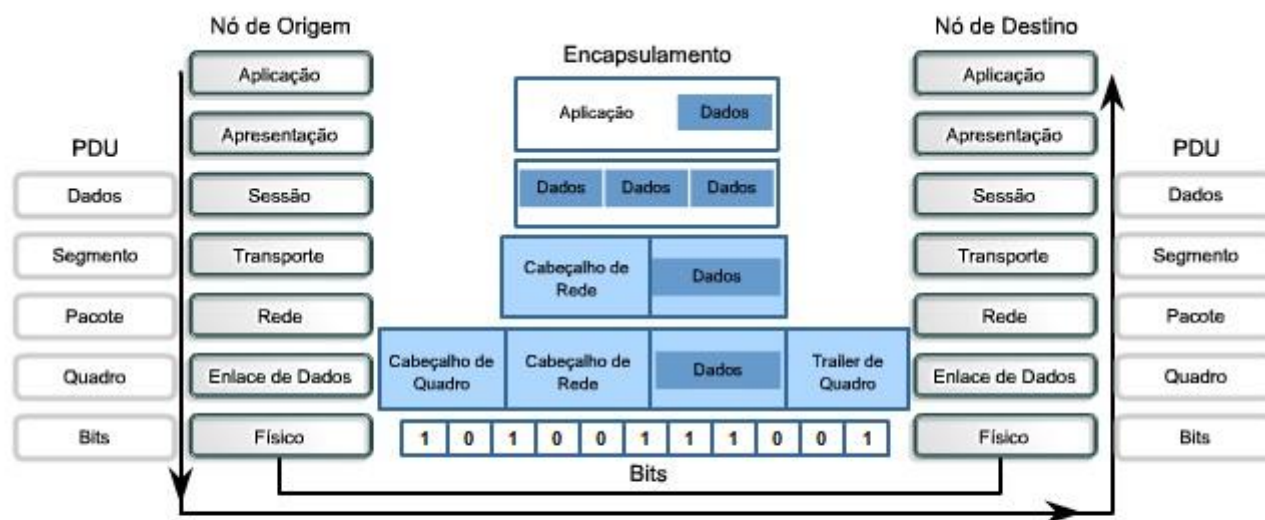 Nó de Origem
Nó de Destino
Encapsulamento
Aplicação
Aplicação
Dados
Aplicação
Apresentação
Apresentação
PDU
PDU
Dados
Sessão
Dados
Dados
Dados
Sessão
Dados
Segmento
Transporte
Cabeçalho de
Rede
Dados
Transporte
Segmento
Pacote
Rede
Rede
Pacote
Quadro
Enlace de Dados
Cabeçalho de
Quadro
Cabeçalho de
Rede
Dados
Trailer de
Quadro
Enlace de Dados
Quadro
Bits
Físico
1 0 1 0 0 1 1 1 0 0 1
Físico
Bits
Bits